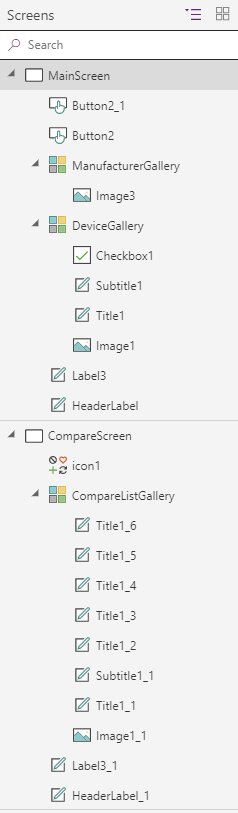 Screens
Search
MainScreen
Button2_1
Button2
ManufacturerGallery
Image3
DeviceGallery
Checkbox1
Subtitle1
Title1
Image1
Label3
HeaderLabel
CompareScreen
icon1
CompareListGallery
Title1_6
Title1_5
Title1_4
Title1_3
Title1_2
Subtitle1_1
Title1_1
Image1_1
Label3_1
HeaderLabel_1